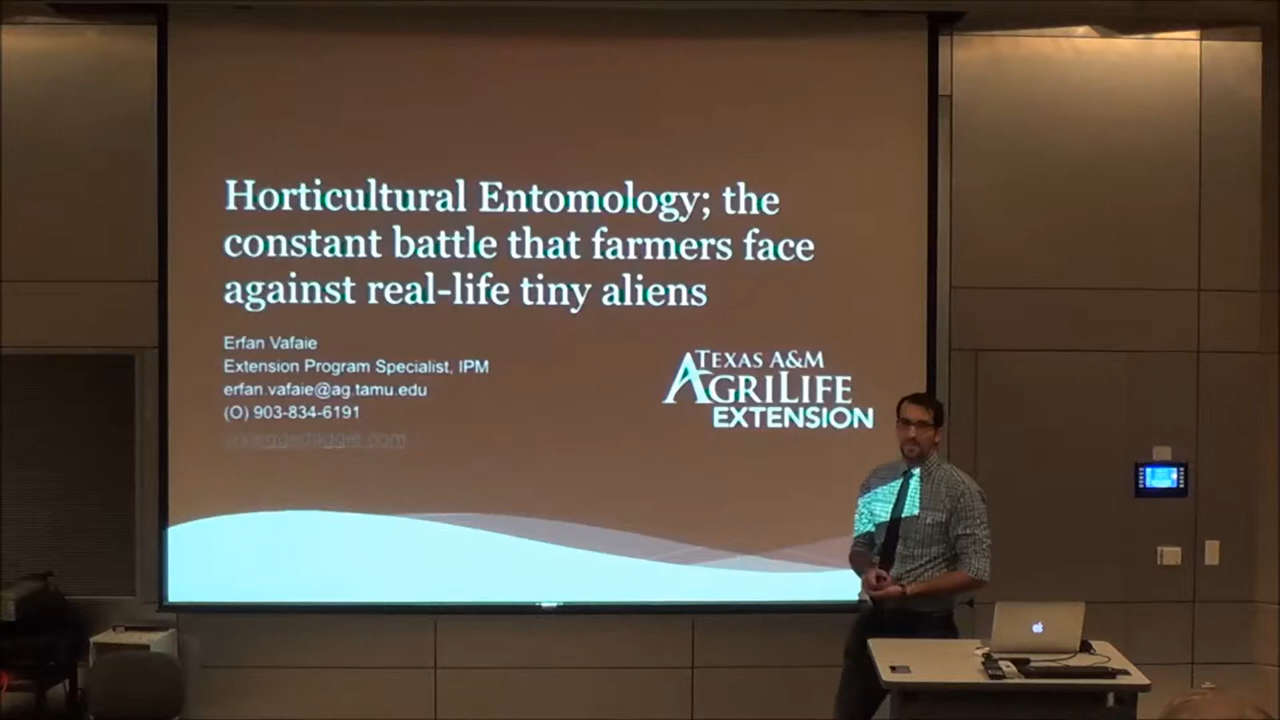 Horticultural Entomology; the
constant battle that farmers face
against real-life tiny aliens
Erfan Vafaie
Extension Program Specialist, IPM
erfan.vafaie@ag.tamu.edu
(O) 903-834-6191
TEXAS A&M
AGRILIFE
EXTENSION